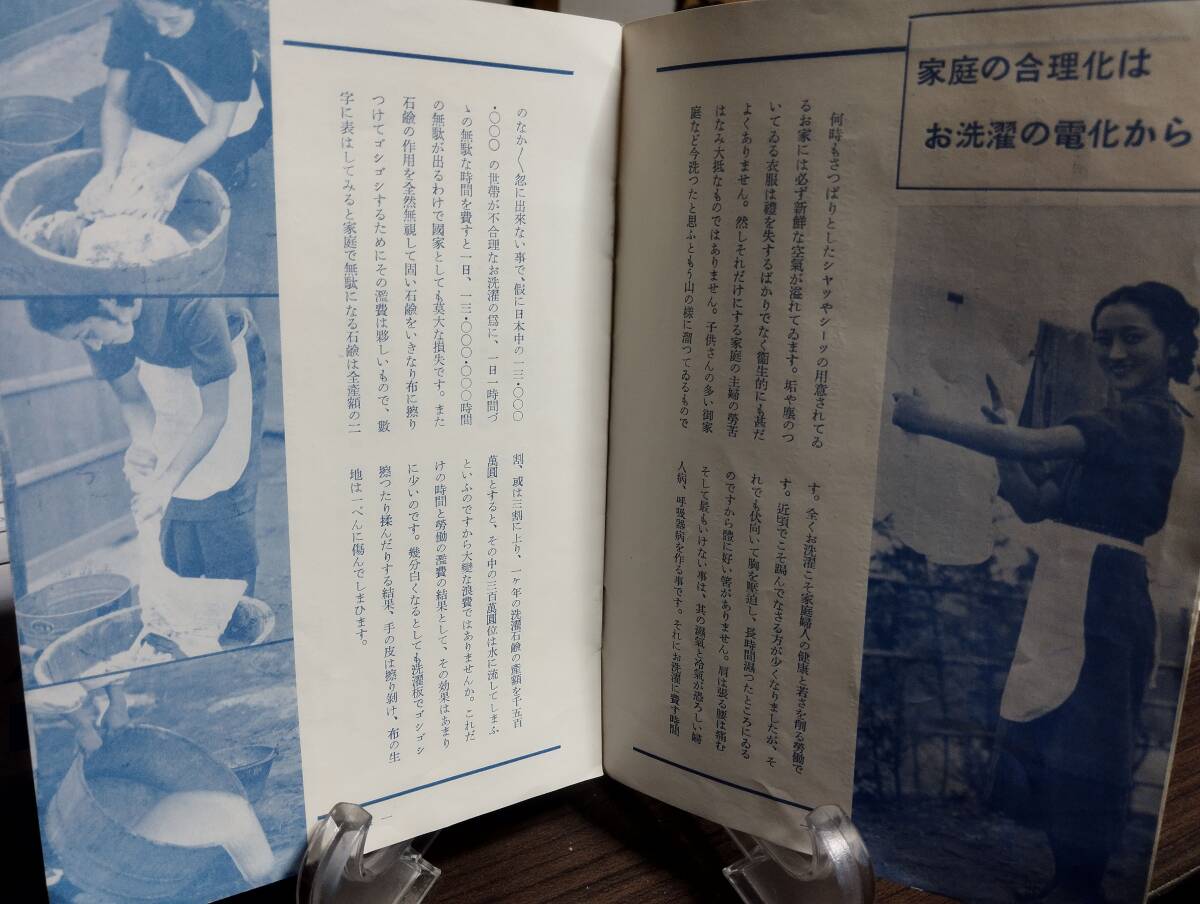 家庭の合理化は
お洗濯の電化から
何時もさつぱりとしたシヤツやシーツの用意されてゐ
るお家には必ず新鮮な空氣が溢れてゐます。垢や塵のつ
いてゐる衣服は禮を失するばかりでなく衞生的にも甚だ
よくありません。然しそれだけにする家庭の主婦の勞苦
はなみ大抵なものではありません。子供さんの多い御家
庭など今洗つたと思ふともう山の樣に溜つてゐるもので
す。全くお洗濯こそ家庭婦人の健康と若さを削る勞働で
す。近頃でこそ跼んでなさる方が少くなりましたが、そ
れでも伏向いて胸を壓迫し、長時間濕つたところにゐる
のですから體に好い筈がありません。肩は張る腰は痛む
そして最もいけない事は、其の濕氣と冷氣が恐ろしい婦
人病、呼吸器病を作る事です。それにお洗濯に費す時間
のなか〳〵忽に出來ない事で、假に日本中の一三・〇〇〇
・〇〇〇の世帶が不合理なお洗濯の爲に、一日一時間づ
ゝの無駄な時間を費すと一日、一三・〇〇〇・〇〇〇時間
の無駄が出るわけで國家としても莫大な損失です。また
石鹼の作用を全然無視して固い石鹼をいきなり布に擦り
つけてゴシゴシするためにその濫費は夥しいもので、數
字に表はしてみると家庭で無駄になる石鹼は全產額の二
割、或は三割に上り、一ケ年の洗濯石鹼の產額を千五百
萬圓とすると、その中の三百萬圓位は水に流してしまふ
といふのですから大變な浪費ではありませんか。これだ
けの時間と勞働の濫費の結果として、その効果はあまり
に少いのです。幾分白くなるとしても洗濯板でゴシゴシ
擦つたり揉んだりする結果、手の皮は擦り剝け、布の生
地は一ぺんに傷んでしまひます。
一